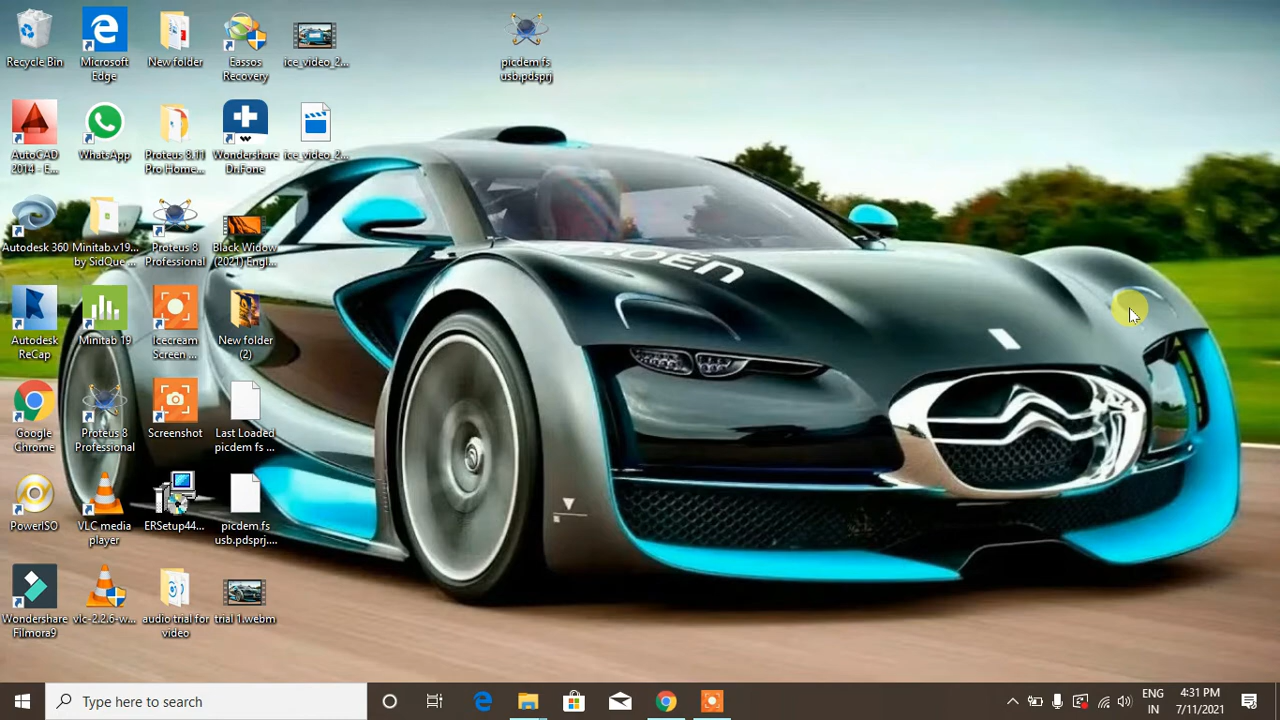 Recycle Bin
Microsoft
Edge
New folder
Eassos
Recovery
ice_video_2...
picdem fs
usb.pdsprj
AutoCAD
2014 - E...
WhatsApp
Proteus 8.11
Pro Home...
Wondershare
DrFone
ice_video_2...
Autodesk 360
Minitab.v19...
by SidQue ...
Proteus 8
Professional
Black Widow
(2021) Engl...
Autodesk
ReCap
Minitab 19
Icecream
Screen ...
New folder
(2)
Google
Chrome
Proteus 8
Professional
Screenshot
Last Loaded
picdem fs ...
PowerISO
VLC media
player
ERSetup44...
picdem.fs
usb.pdsprj....
Wondershare
Filmora9
vlc-2.2.6-w...
audio trial for
video
trial 1.webm
Type here to search
ENG
IN
4:31 PM
7/11/2021